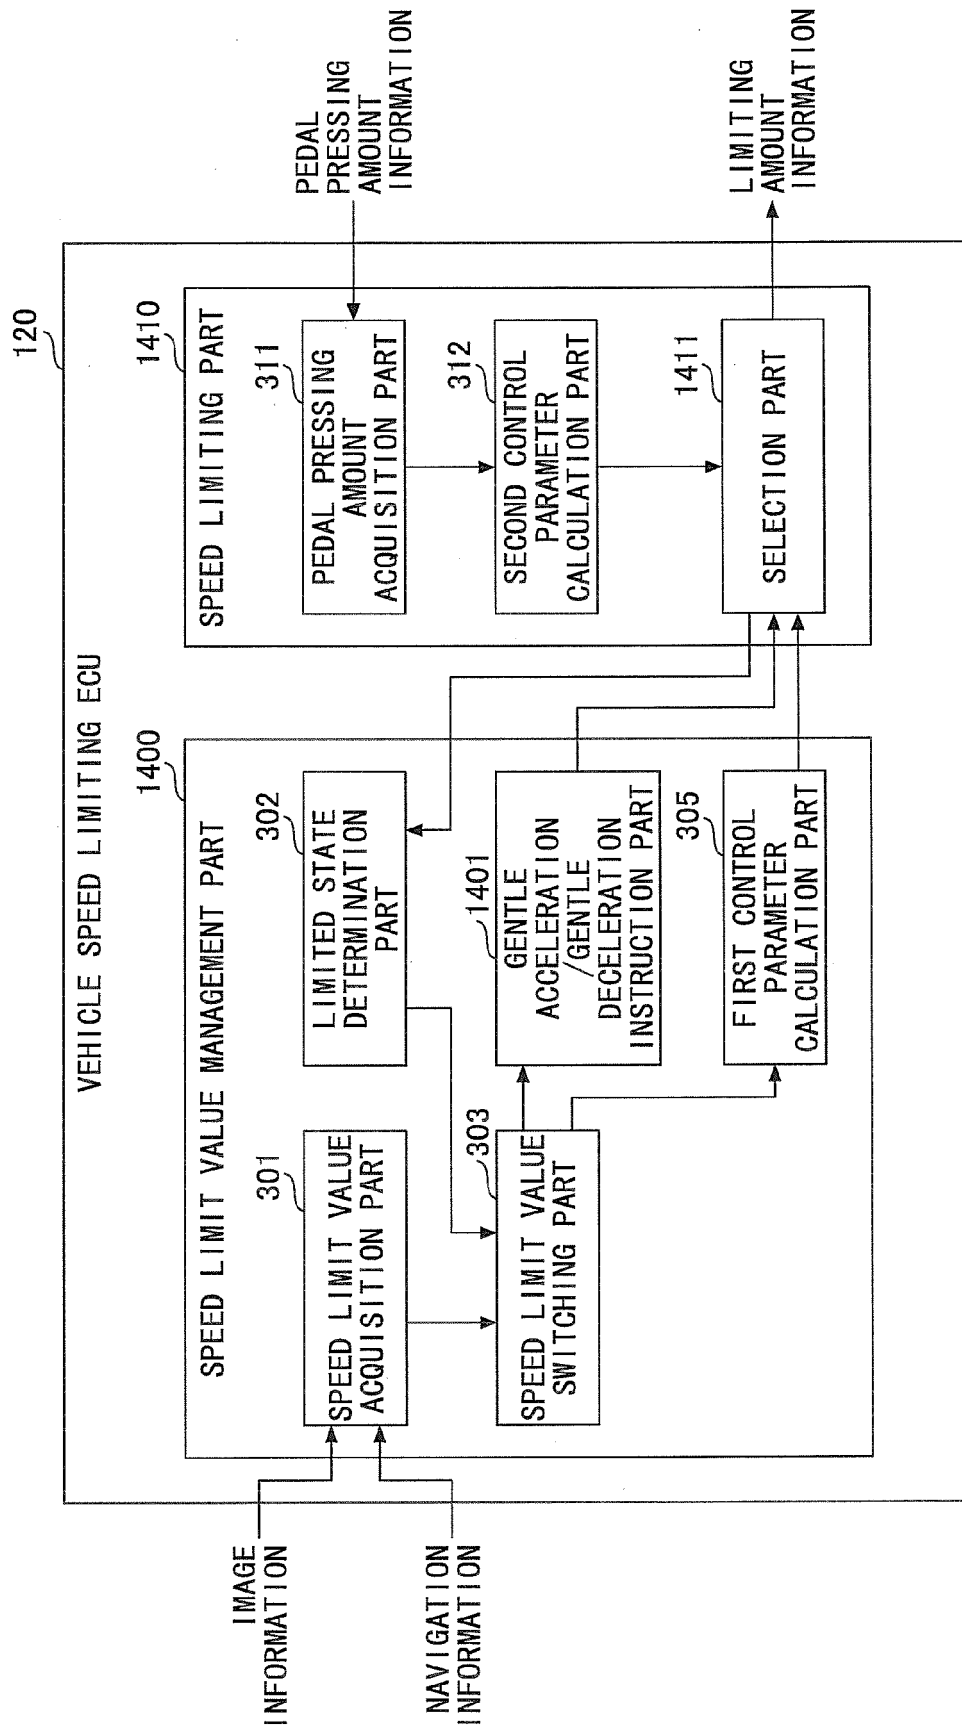 VEHICLE SPEED LIMITING ECU
120
SPEED LIMIT VALUE MANAGEMENT PART
1400
IMAGE
INFORMATION
NAVIGATION
INFORMATION
301
SPEED LIMIT VALUE
ACQUISITION PART
302
LIMITED STATE
DETERMINATION
PART
303
SPEED LIMIT VALUE
SWITCHING PART
1401
GENTLE
ACCELERATION
/GENTLE
DECELERATION
INSTRUCTION PART
305
FIRST CONTROL
PARAMETER
CALCULATION PART
SPEED LIMITING PART
1410
311
PEDAL PRESSING
AMOUNT
ACQUISITION PART
312
SECOND CONTROL
PARAMETER
CALCULATION PART
1411
SELECTION PART
PEDAL
PRESSING
AMOUNT
INFORMATION
LIMITING
AMOUNT
INFORMATION